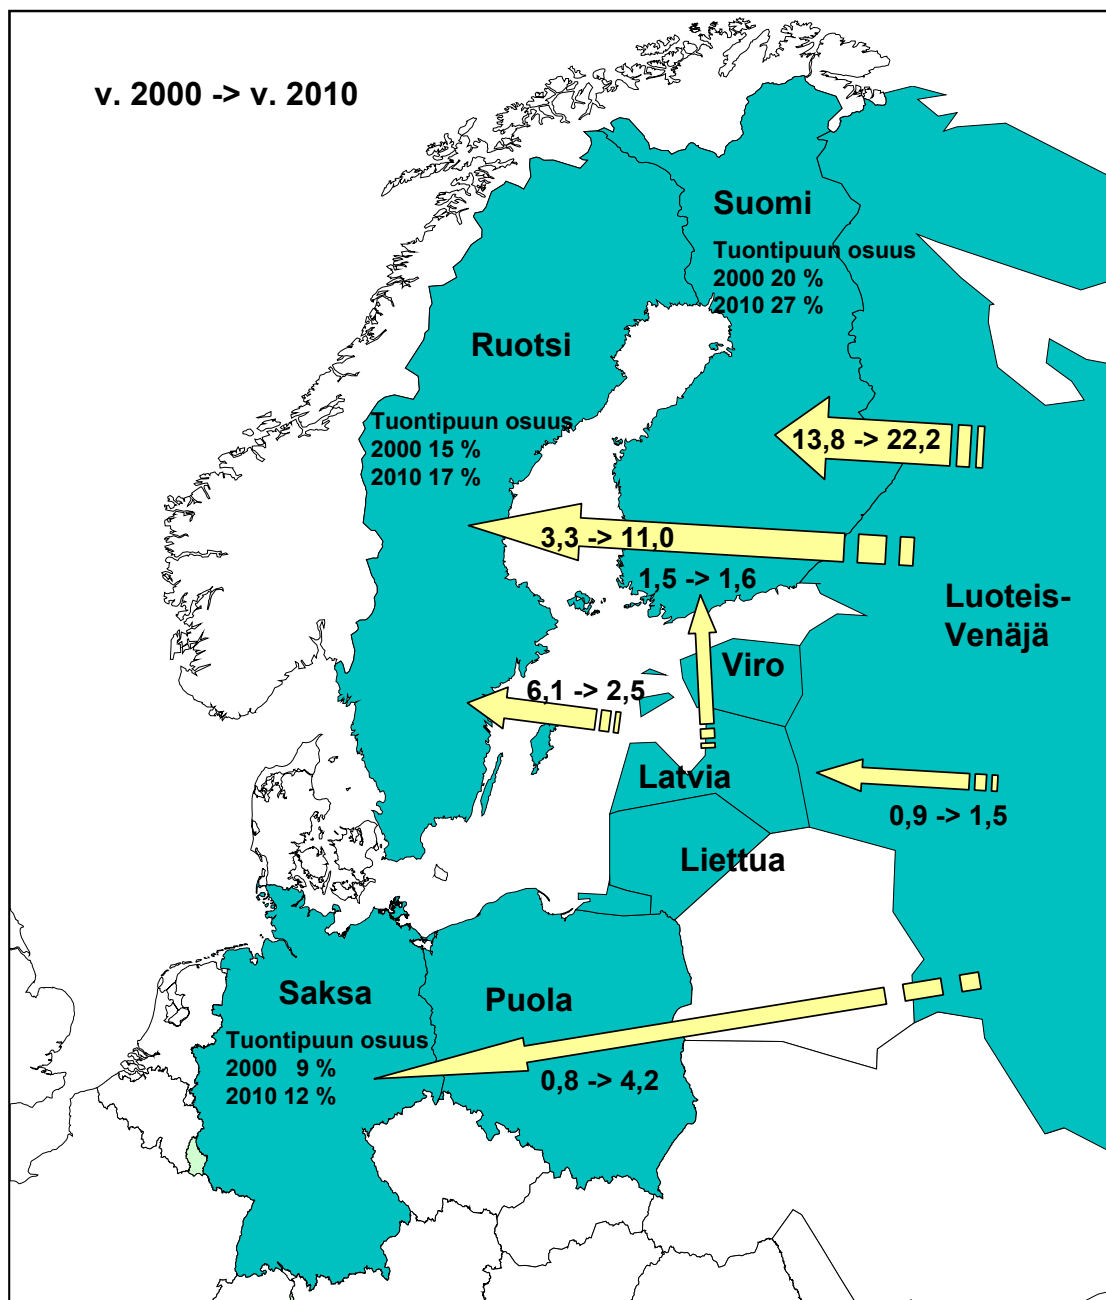 v. 2000 -> v. 2010
Suomi
Tuontipuun osuus
2000 20 %
2010 27 %
Ruotsi
Tuontipuun osuus
2000 15 %
2010 17 %
13,8 -> 22,2
3,3 -> 11,0
1,5 -> 1,6
Luoteis-
Venäjä
Viro
6,1 -> 2,5
Latvia
0,9 -> 1,5
Liettua
Saksa
Puola
Tuontipuun osuus
2000 9 %
2010 12 %
0,8 -> 4,2